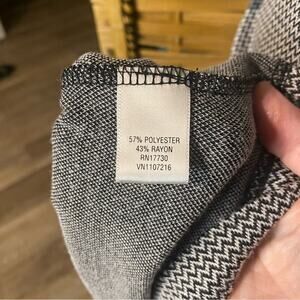 57% POLYESTER
43% RAYON
RN17730
VN1107216